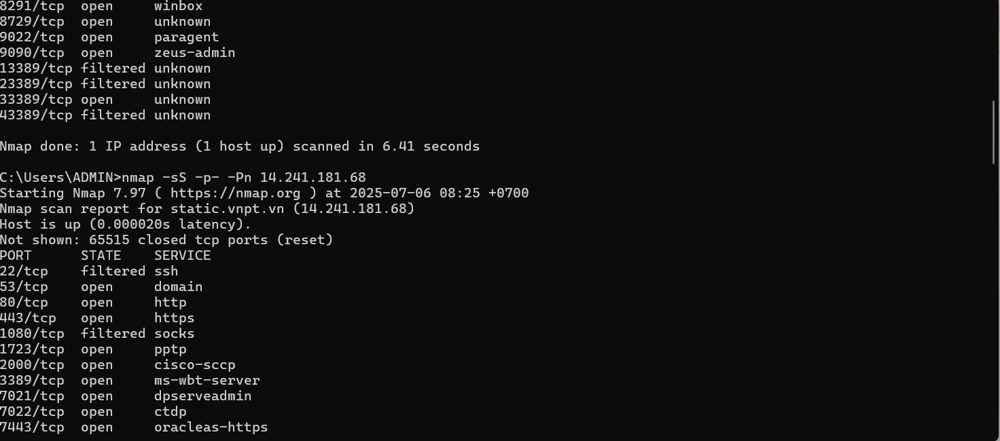 8291/tcp  open     winbox
8729/tcp  open     unknown
9022/tcp  open     paragent
9090/tcp  open     zeus-admin
13389/tcp filtered unknown
23389/tcp filtered unknown
33389/tcp open     unknown
43389/tcp filtered unknown

Nmap done: 1 IP address (1 host up) scanned in 6.41 seconds

C:\Users\ADMIN>nmap -sS -p- -Pn 14.241.181.68
Starting Nmap 7.97 ( https://nmap.org ) at 2025-07-06 08:25 +0700
Nmap scan report for static.vnpt.vn (14.241.181.68)
Host is up (0.000020s latency).
Not shown: 65515 closed tcp ports (reset)
PORT      STATE    SERVICE
22/tcp    filtered ssh
53/tcp    open     domain
80/tcp    open     http
443/tcp   open     https
1080/tcp  filtered socks
1723/tcp  open     pptp
2000/tcp  open     cisco-sccp
3389/tcp  open     ms-wbt-server
7021/tcp  open     dpserveadmin
7022/tcp  open     ctdp
7443/tcp  open     oracleas-https